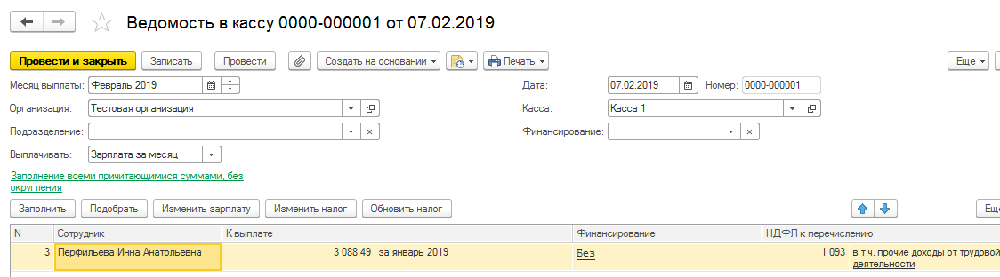 Ведомость в кассу 0000-000001 от 07.02.2019
Провести и закрыть Записать Провести Создать на основании Печать Еще
Месяц выплаты: Февраль 2019 Дата: 07.02.2019 Номер: 0000-000001
Организация: Тестовая организация Касса: Касса 1
Подразделение: Финансирование:
Выплачивать: Зарплата за месяц
Заполнение всеми причитающимися суммами, без
округления
Заполнить Подобрать Изменить зарплату Изменить налог Обновить налог Еще
N Сотрудник К выплате Финансирование НДФЛ к перечислению
3 Перфильева Инна Анатольевна 3 088,49 за январь 2019 Без 1 093 в т.ч. прочие доходы от трудовой
деятельности